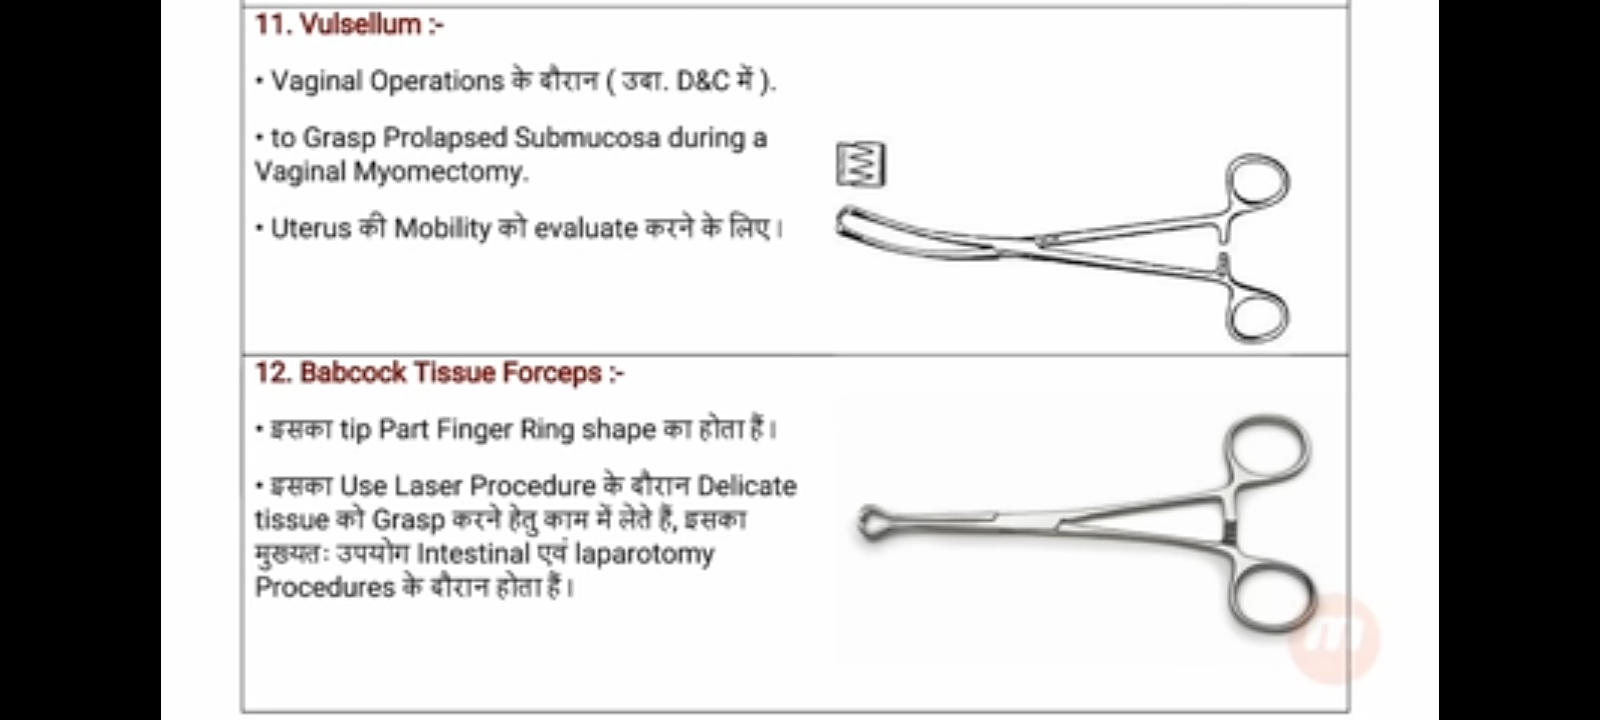 11. Vulsellum :-
• Vaginal Operations के दौरान ( उदा. D&C में ).
• to Grasp Prolapsed Submucosa during a
Vaginal Myomectomy.
• Uterus की Mobility को evaluate करने के लिए।
12. Babcock Tissue Forceps :-
• इसका tip Part Finger Ring shape का होता हैं।
• इसका Use Laser Procedure के दौरान Delicate
tissue को Grasp करने हेतु काम में लेते हैं, इसका
मुख्यतः उपयोग Intestinal एवं laparotomy
Procedures के दौरान होता हैं।